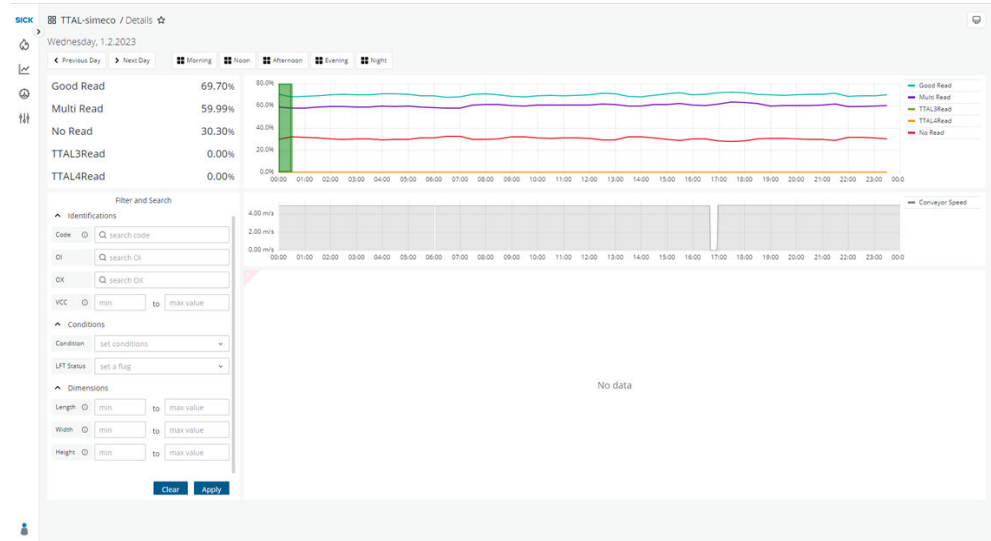 SICK
TTAL-simeco / Details
Wednesday, 1.2.2023
Previous Day Next Day Morning Noon Afternoon Evening Night
Good Read 69.70%
Multi Read 59.99%
No Read 30.30%
TTAL3Read 0.00%
TTAL4Read 0.00%
80.0%
60.0%
40.0%
20.0%
0.0%
00:00 01:00 02:00 03:00 04:00 05:00 06:00 07:00 08:00 09:00 10:00 11:00 12:00 13:00 14:00 15:00 16:00 17:00 18:00 19:00 20:00 21:00 22:00 23:00 00:0
Good Read
Multi Read
TTAL3Read
TTAL4Read
No Read
Filter and Search
Identifications
Code search code
OI search OI
OX search OX
VCC min to max value
Conditions
Condition set conditions
LFT Status set a flag
Dimensions
Length min to max value
Width min to max value
Height min to max value
Clear Apply
4.00 m/s
2.00 m/s
0.00 m/s
00:00 01:00 02:00 03:00 04:00 05:00 06:00 07:00 08:00 09:00 10:00 11:00 12:00 13:00 14:00 15:00 16:00 17:00 18:00 19:00 20:00 21:00 22:00 23:00 00:0
Conveyor Speed
No data